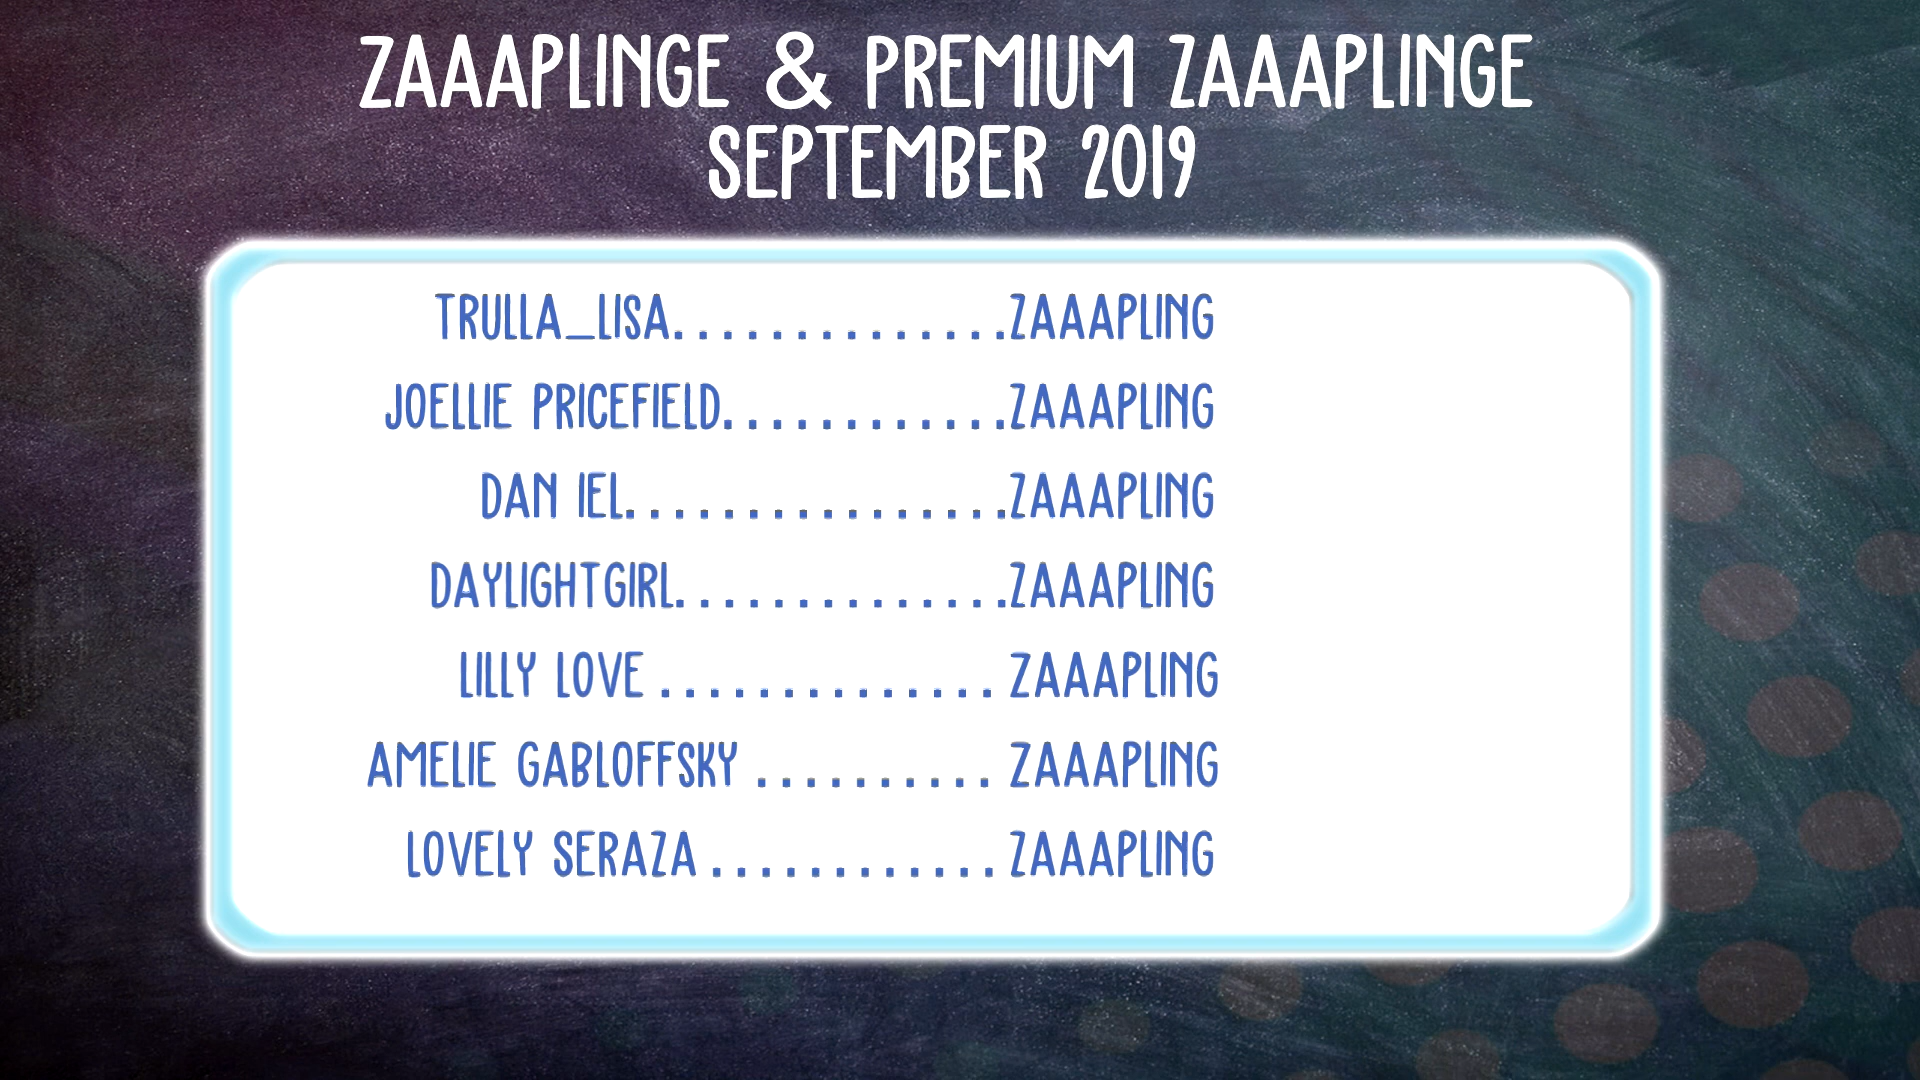 ZAAAPLINGE & PREMIUM ZAAAPLINGE
SEPTEMBER 2019
TRULLA_LISA..............ZAAAPLING
JOELLIE PRICEFIELD............ZAAAPLING
DAN IEL................ZAAAPLING
DAYLIGHTGIRL..............ZAAAPLING
LILLY LOVE .............. ZAAAPLING
AMELIE GABLOFFSKY .......... ZAAAPLING
LOVELY SERAZA ............ ZAAAPLING